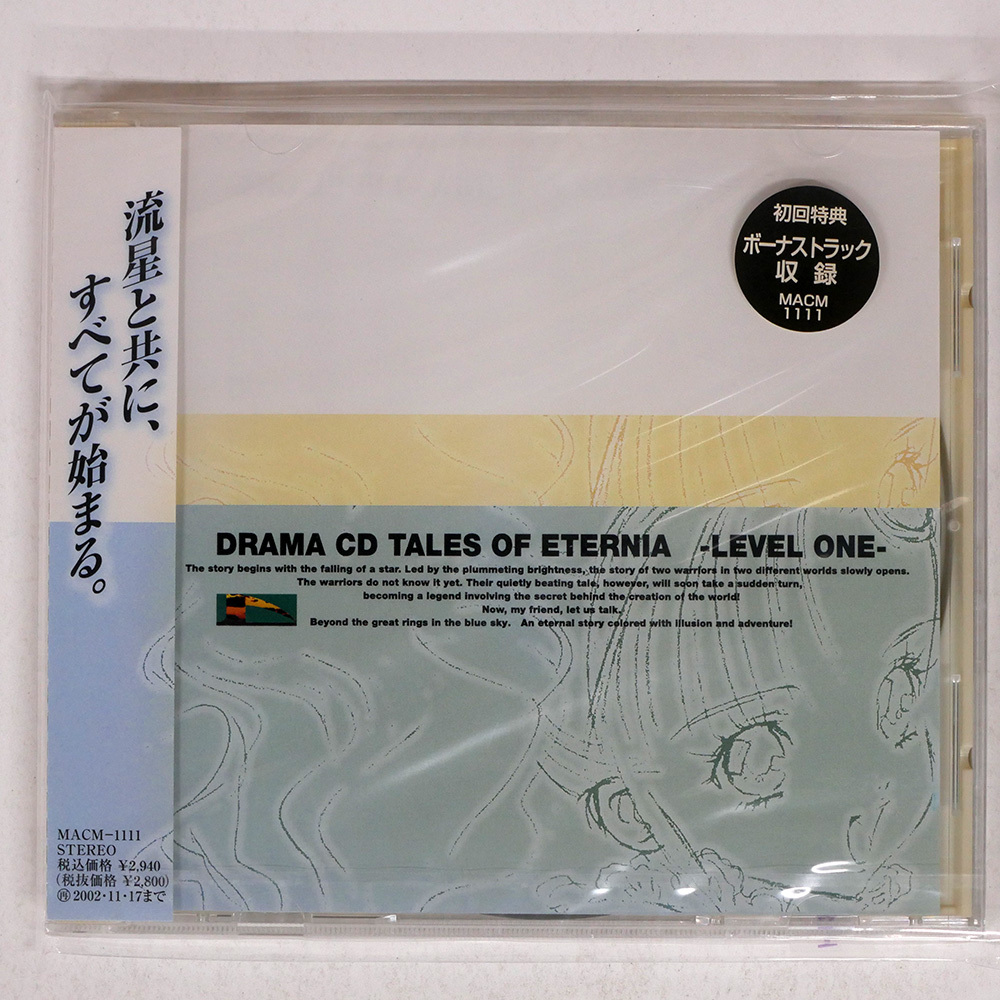 流星と共に、
すべてが始まる。
初回特典
ボーナストラック
収録
MACM
1111
DRAMA CD TALES OF ETERNIA -LEVEL ONE-
The story begins with the falling of a star. Led by the plummeting brightness, the story of two warriors in two different worlds slowly opens.
The warriors do not know it yet. Their quietly beating tale, however, will soon take a sudden turn,
becoming a legend involving the secret behind the creation of the world!
Now, my friend, let us talk.
Beyond the great rings in the blue sky. An eternal story colored with illusion and adventure!
MACM-1111
STEREO
税込価格 ¥2,940
(税抜価格 ¥2,800)
㊢2002・11・17まで